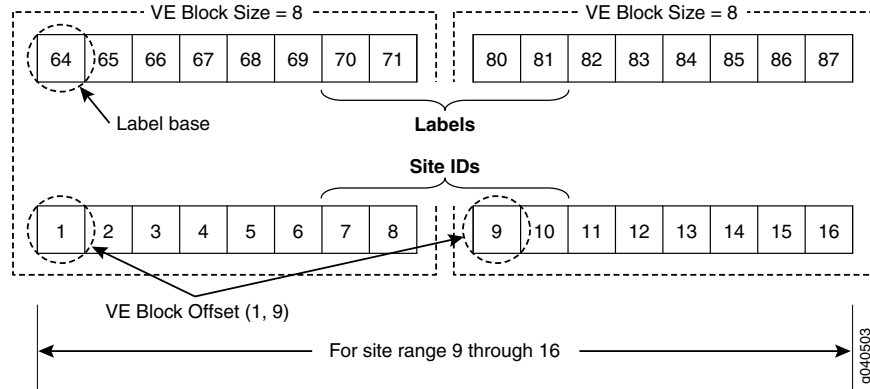 VE Block Size = 8 VE Block Size = 8
64 65 66 67 68 69 70 71 80 81 82 83 84 85 86 87
Label base
Labels
Site IDs
1 2 3 4 5 6 7 8 9 10 11 12 13 14 15 16
VE Block Offset (1, 9)
For site range 9 through 16
g040503